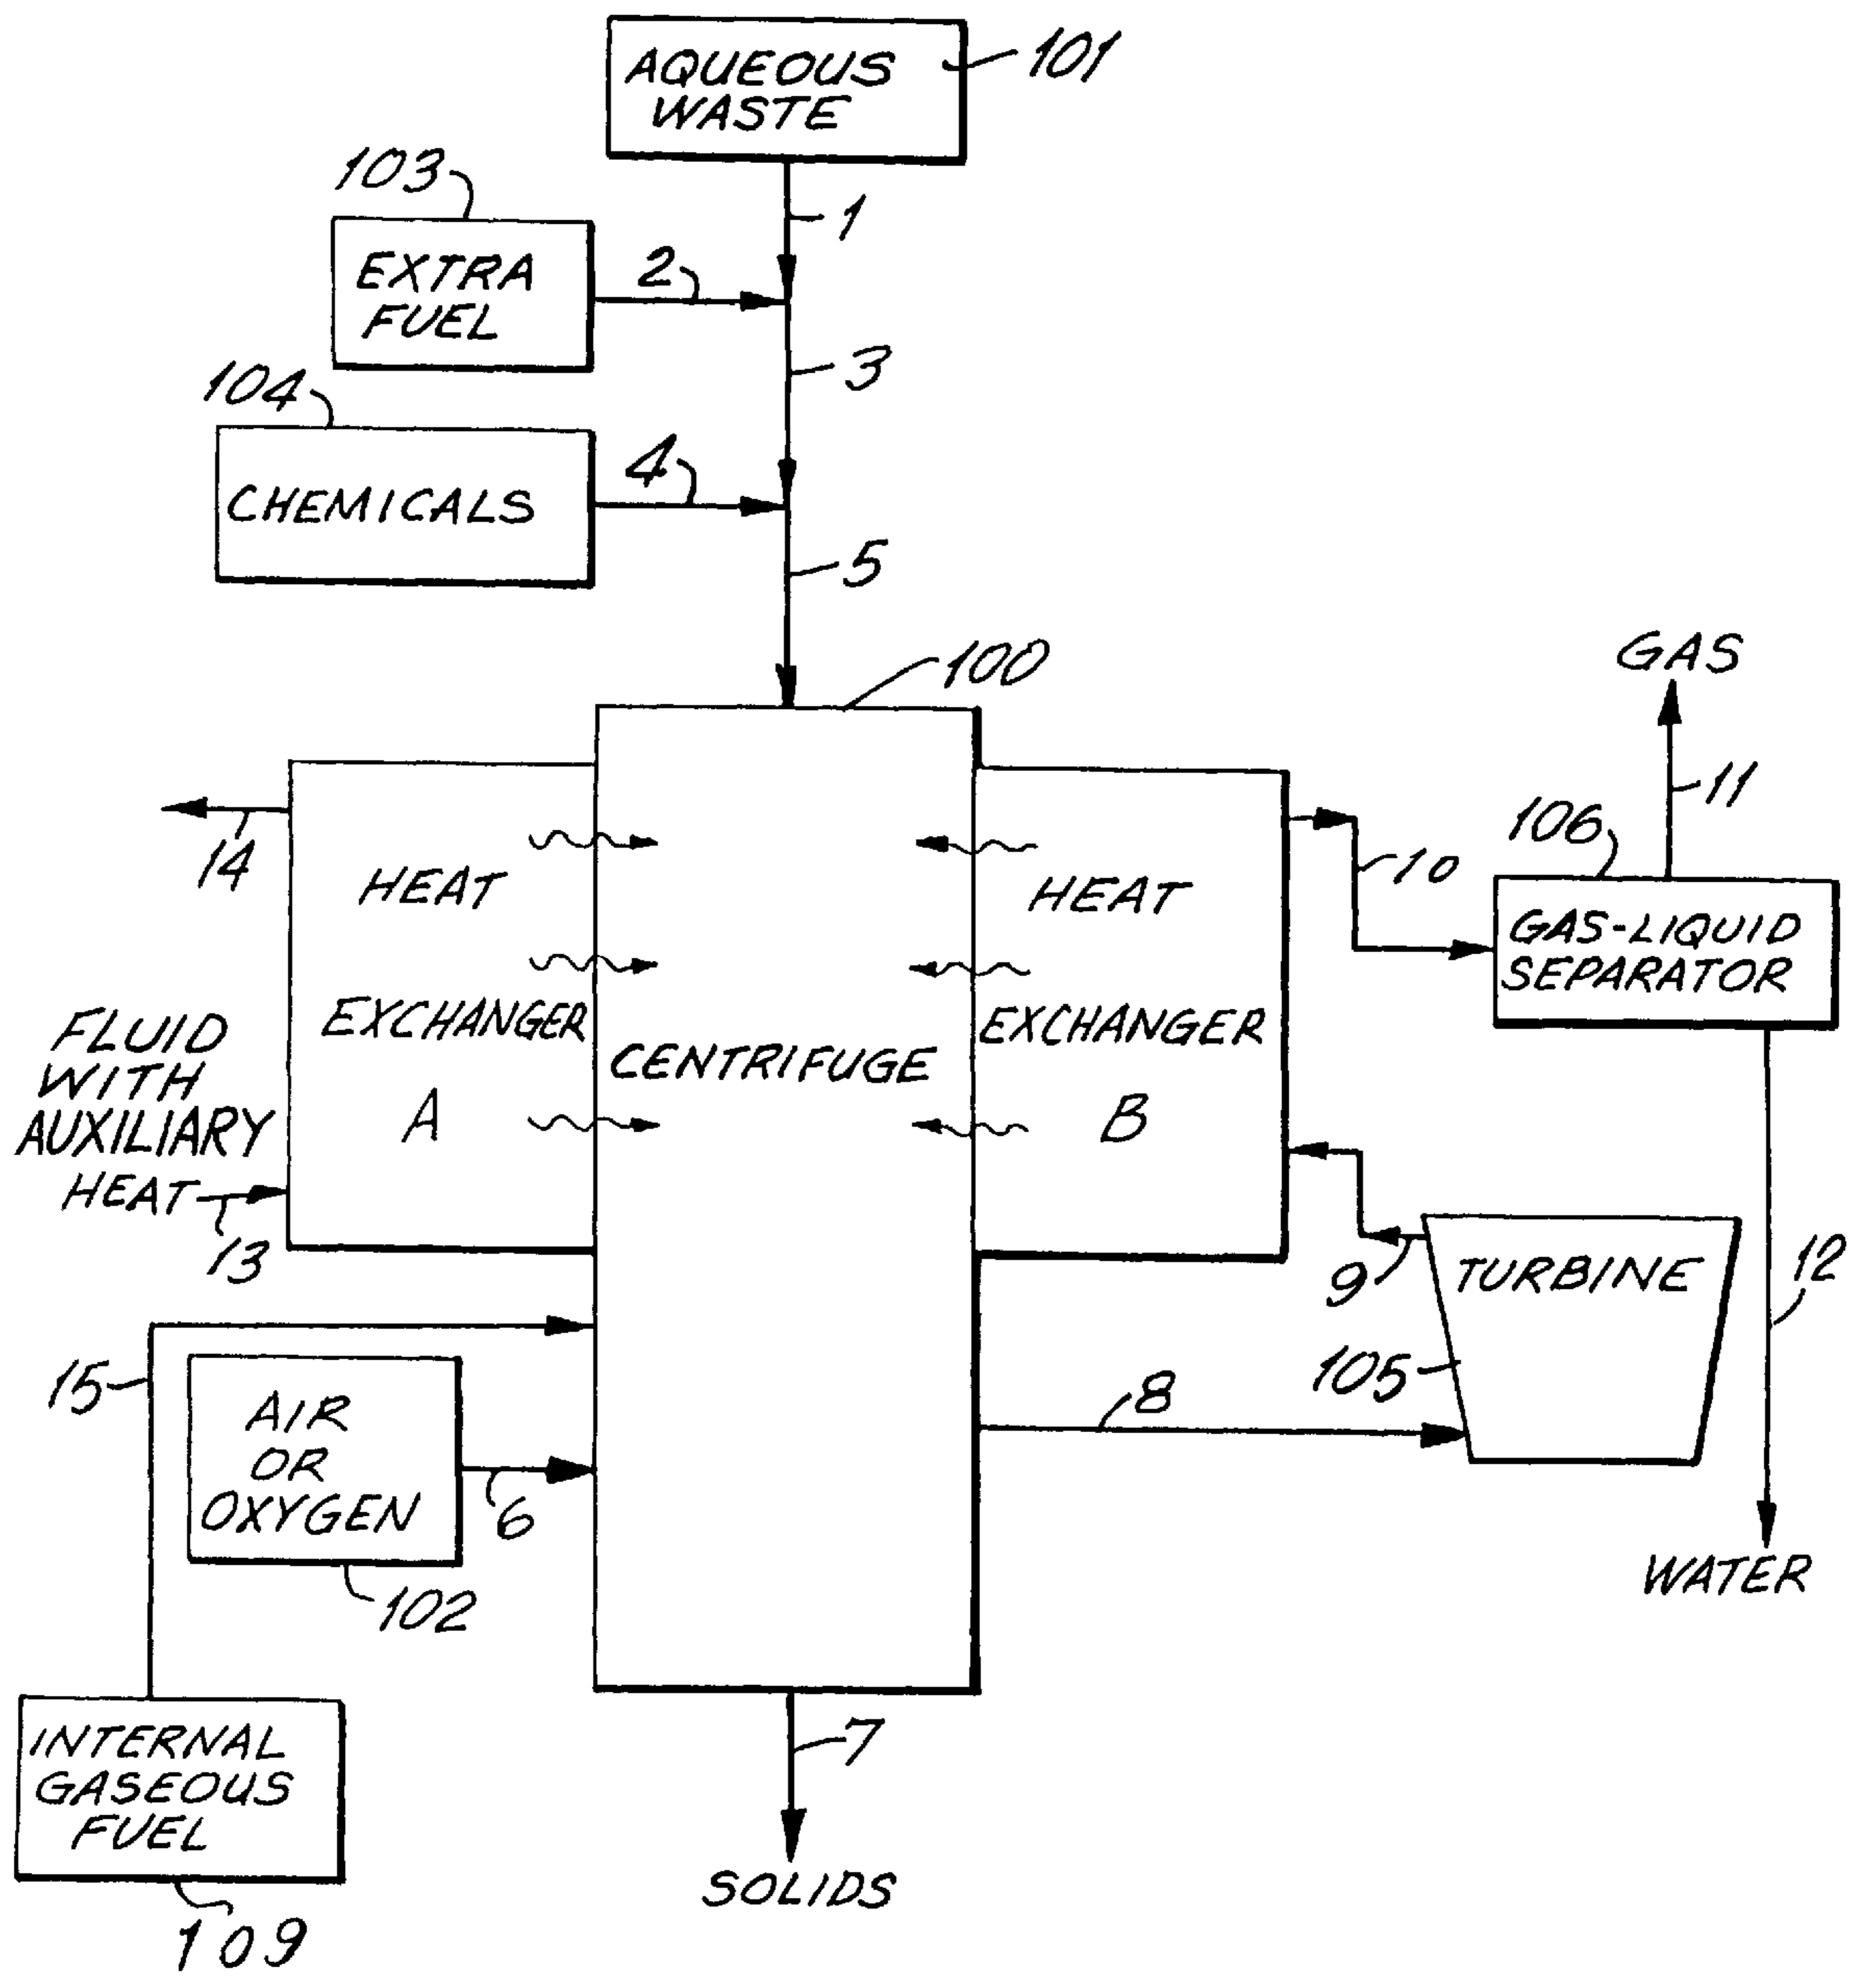 AQUEOUS
WASTE
101
1
103
EXTRA
FUEL
2
3
104
CHEMICALS
4
5
100
GAS
11
14
HEAT
EXCHANGER
A
CENTRIFUGE
HEAT
EXCHANGER
B
10
106
GAS-LIQUID
SEPARATOR
FLUID
WITH
AUXILIARY
HEAT
13
9
TURBINE
105
12
WATER
15
AIR
OR
OXYGEN
6
102
8
INTERNAL
GASEOUS
FUEL
109
7
SOLIDS